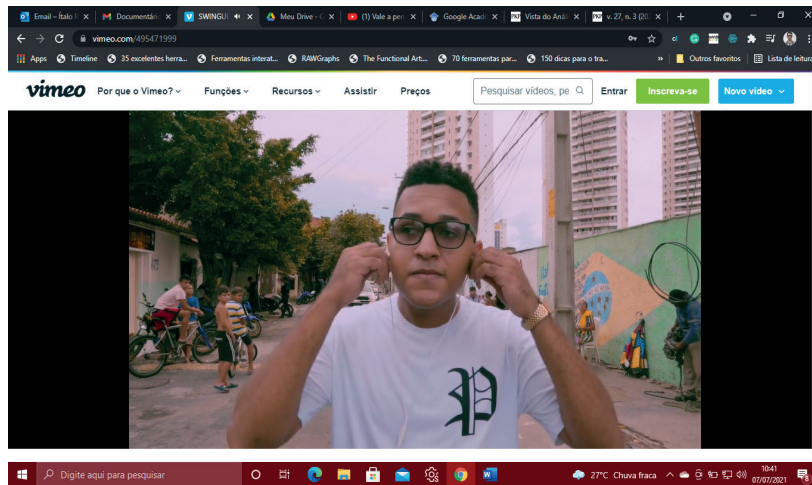 Email – Ítalo
Documentári
SWINGU
Meu Drive - G
(1) Vale a pen
Google Acadê
Vista do Anál
v. 27, n. 3 (20
vimeo.com/495471999
Apps
Timeline
35 excelentes herra...
Ferramentas interat...
RAWGraphs
The Functional Art:...
70 ferramentas par...
150 dicas para o tra...
»
Outros favoritos
Lista de leitura
vimeo
Por que o Vimeo?
Funções
Recursos
Assistir
Preços
Pesquisar vídeos, pe
Entrar
Inscreva-se
Novo vídeo
P
Digite aqui para pesquisar
27°C Chuva fraca
10:41
07/07/2021